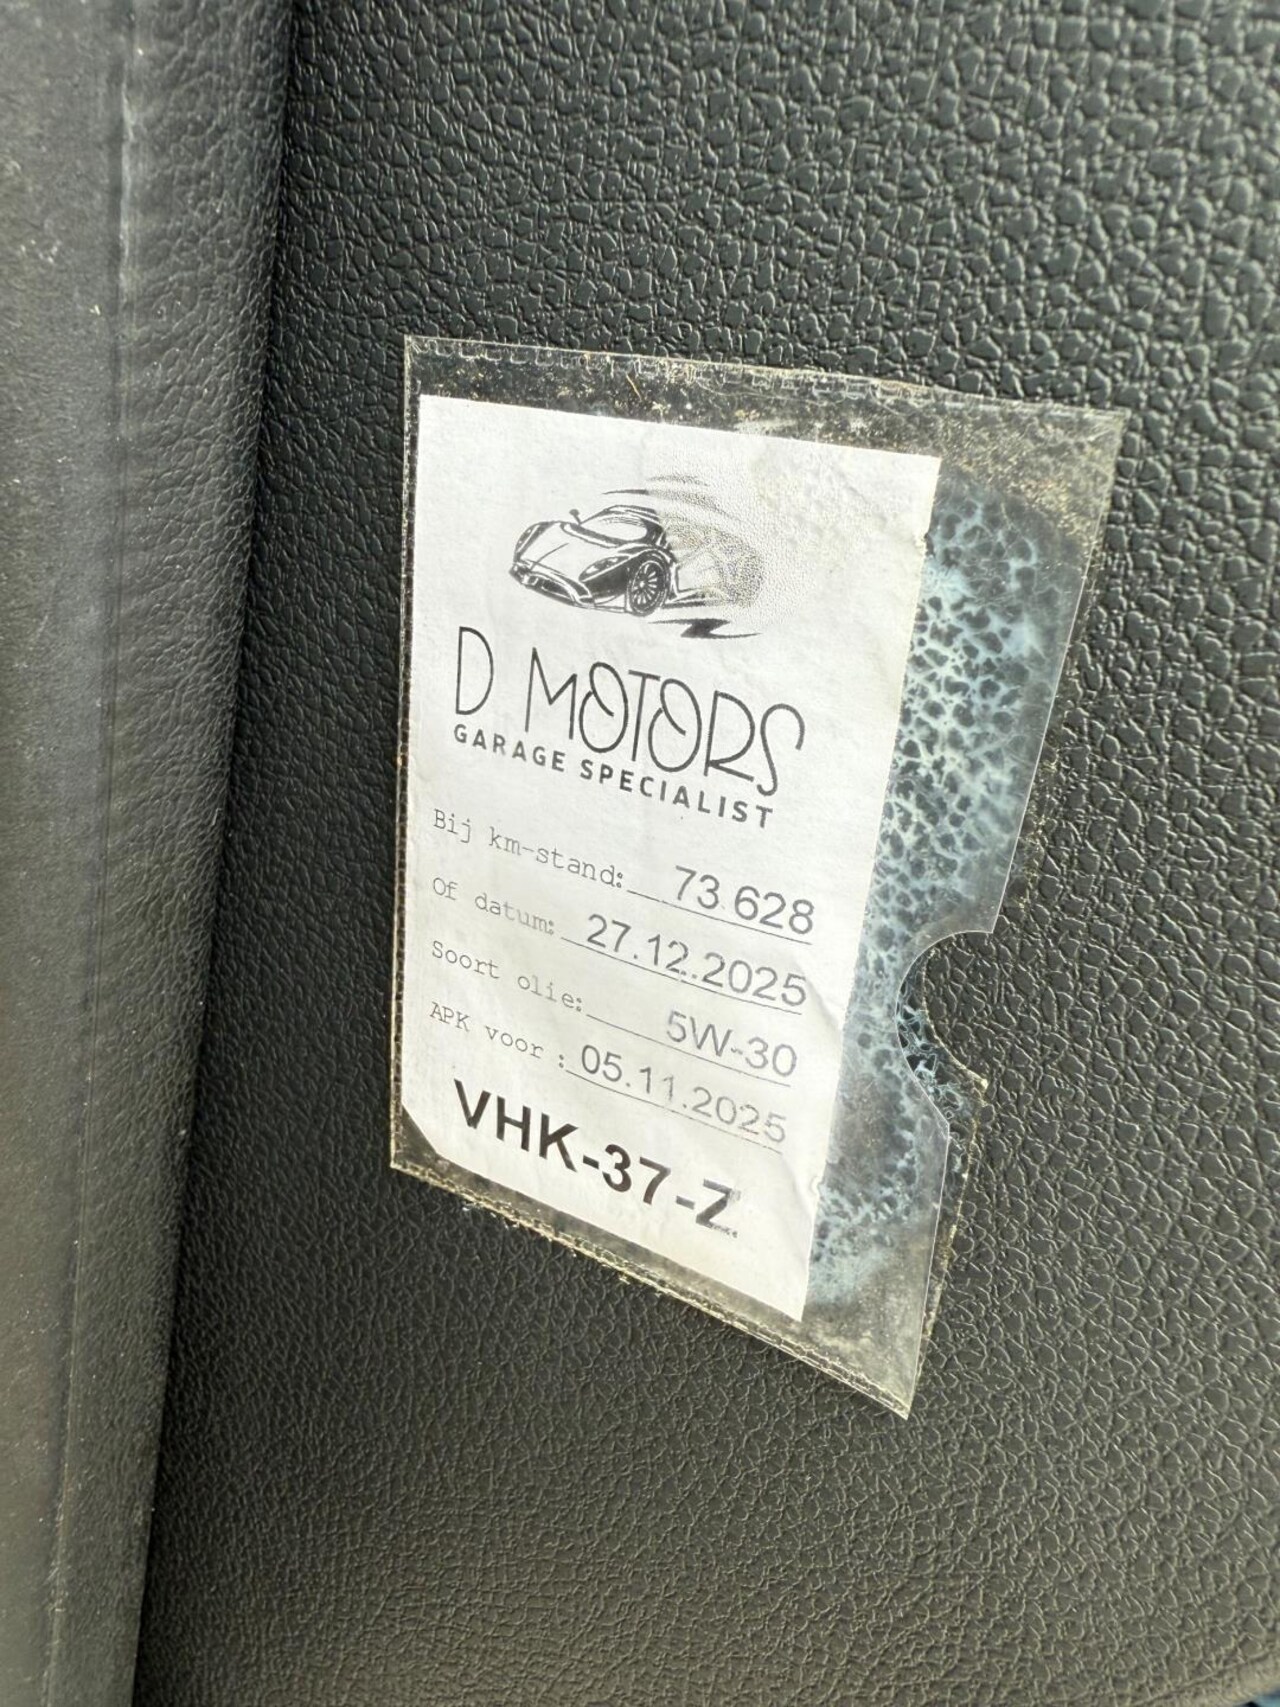 D MOTORS
GARAGE SPECIALIST
Bij km-stand: 73.628
Of datum: 27.12.2025
Soort olie: 5W-30
APK voor : 05.11.2025
VHK-37-Z